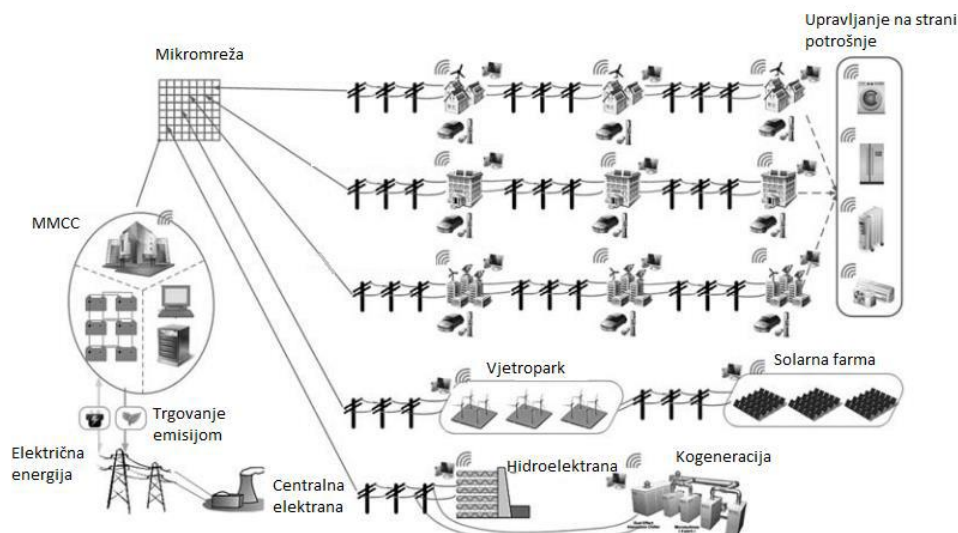 Upravljanje na strani
potrošnje
Mikromreža
MMCC
Vjetropark
Solarna farma
Trgovanje
emisijom
Električna
energija
Centralna
elektrana
Hidroelektrana
Kogeneracija